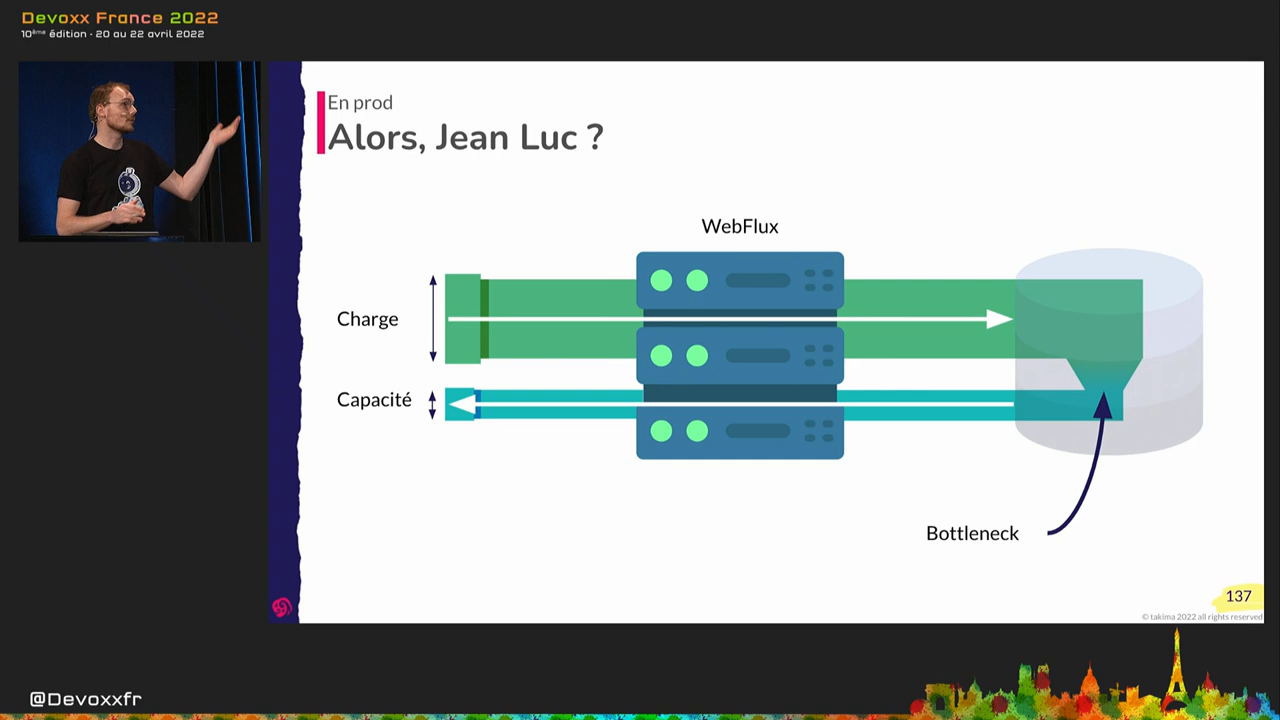 Devoxx France 2022
10ème édition - 20 au 22 avril 2022
En prod
Alors, Jean Luc ?
WebFlux
Charge
Capacité
Bottleneck
137
© takima 2022 all rights reserved
@Devoxxfr